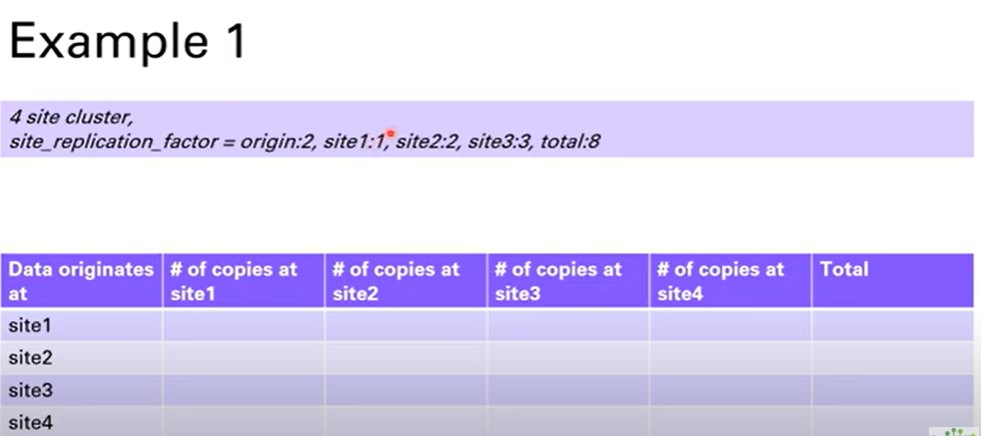 Example 1
4 site cluster,
site_replication_factor = origin:2, site1:1, site2:2, site3:3, total:8
Data originates at
# of copies at site1
# of copies at site2
# of copies at site3
# of copies at site4
Total
site1
site2
site3
site4